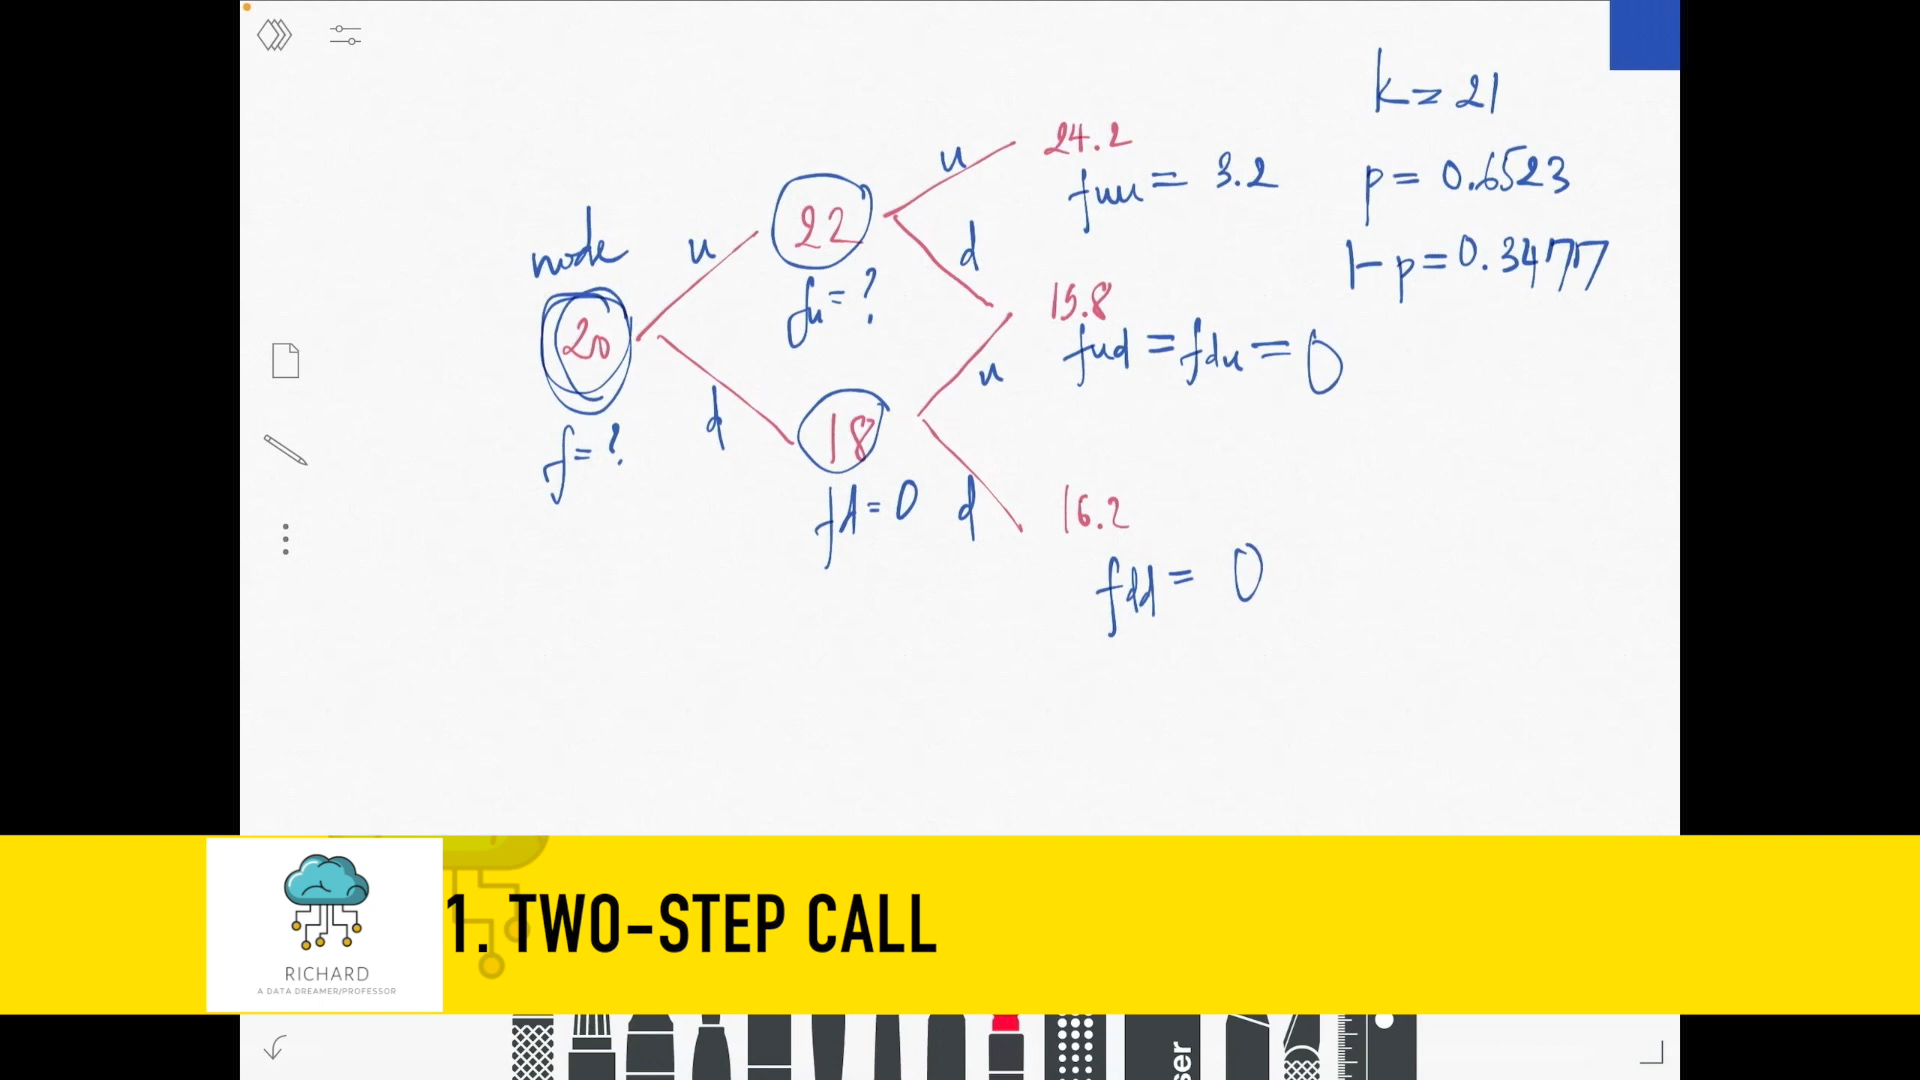 k = 21
p = 0.6523
1-p = 0.3477
24.2
fuu = 3.2
u
d
22
fu = ?
node
20
f = ?
u
d
15.8
fud = fdu = 0
18
fd = 0
u
d
16.2
fdd = 0
1. TWO-STEP CALL
RICHARD
A DATA DREAMER/PROFESSOR
ser